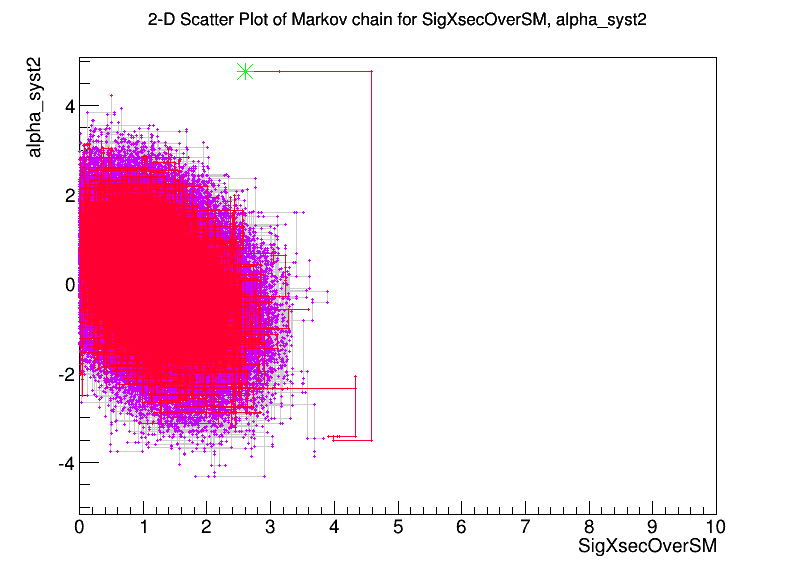 2-D Scatter Plot of Markov chain for SigXsecOverSM, alpha_syst2
alpha_syst2
4
2
0
-2
-4
0 1 2 3 4 5 6 7 8 9 10
SigXsecOverSM